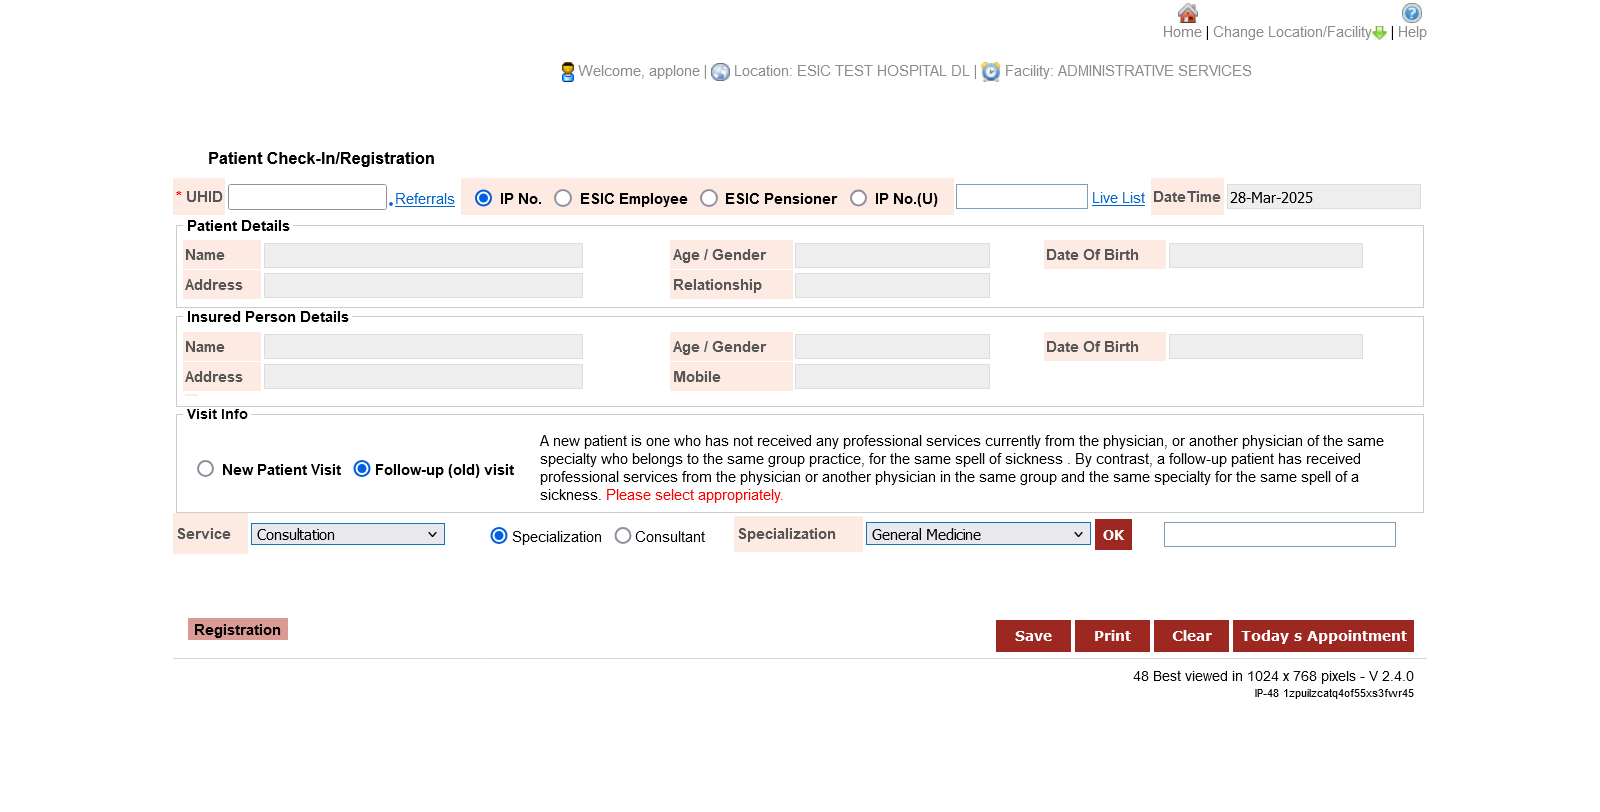 Home | Change Location/Facility | Help
Welcome, applone | Location: ESIC TEST HOSPITAL DL | Facility: ADMINISTRATIVE SERVICES
Patient Check-In/Registration
* UHID Referrals IP No. ESIC Employee ESIC Pensioner IP No.(U) Live List DateTime 28-Mar-2025
Patient Details
Name Age / Gender Date Of Birth
Address Relationship
Insured Person Details
Name Age / Gender Date Of Birth
Address Mobile
Visit Info
New Patient Visit Follow-up (old) visit
A new patient is one who has not received any professional services currently from the physician, or another physician of the same
specialty who belongs to the same group practice, for the same spell of sickness . By contrast, a follow-up patient has received
professional services from the physician or another physician in the same group and the same specialty for the same spell of a
sickness. Please select appropriately.
Service Consultation Specialization Consultant Specialization General Medicine OK
Registration Save Print Clear Today s Appointment
48 Best viewed in 1024 x 768 pixels - V 2.4.0
IP-48 1zpuilzcatq4of55xs3fwr45